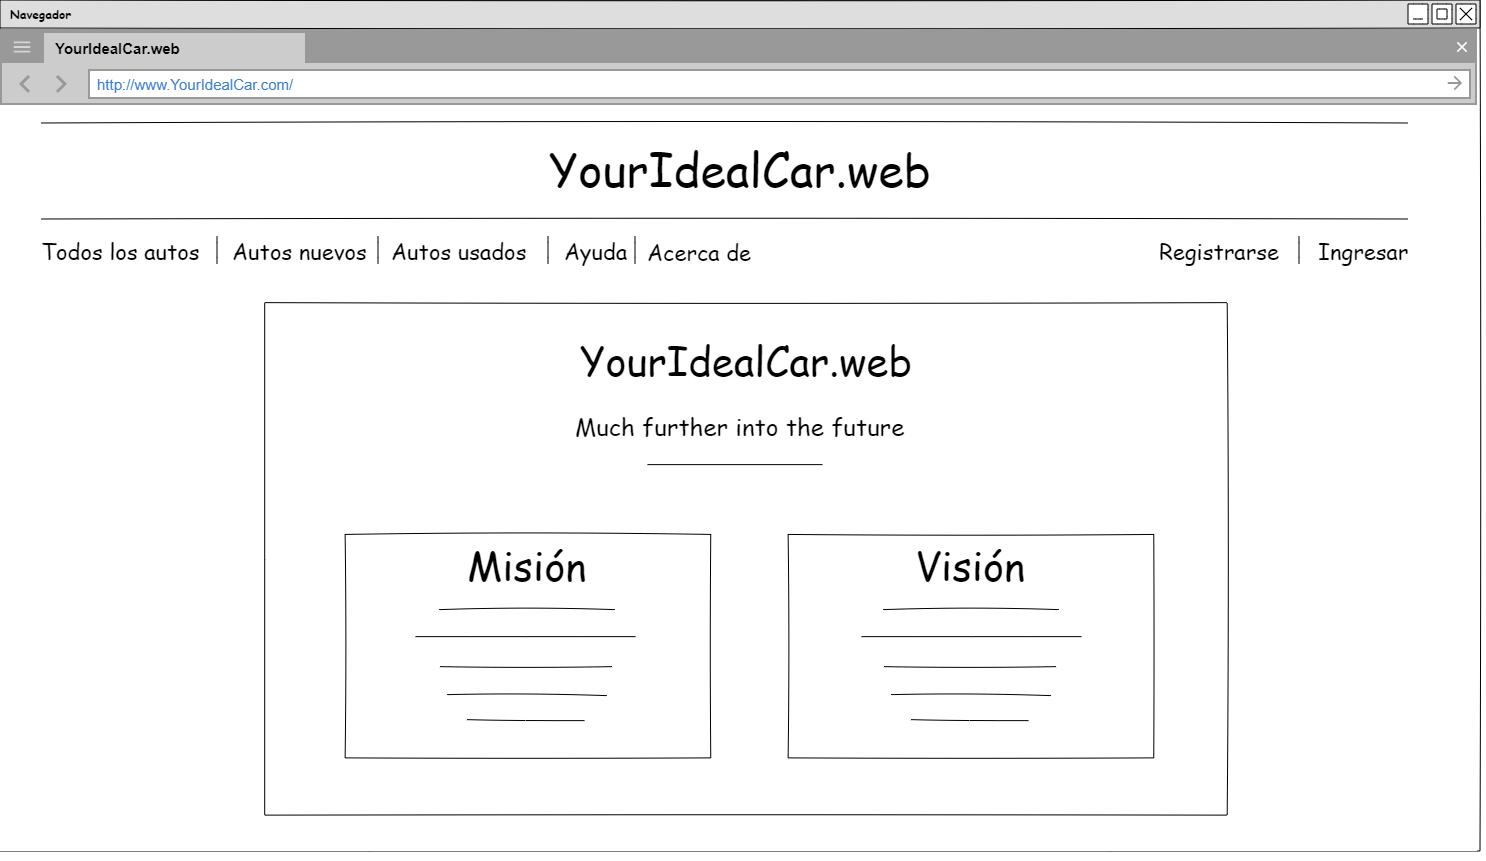 Navegador
YourIdealCar.web
http://www.YourIdealCar.com/
YourIdealCar.web
Todos los autos Autos nuevos Autos usados Ayuda Acerca de Registrarse Ingresar
YourIdealCar.web
Much further into the future
Misión Visión